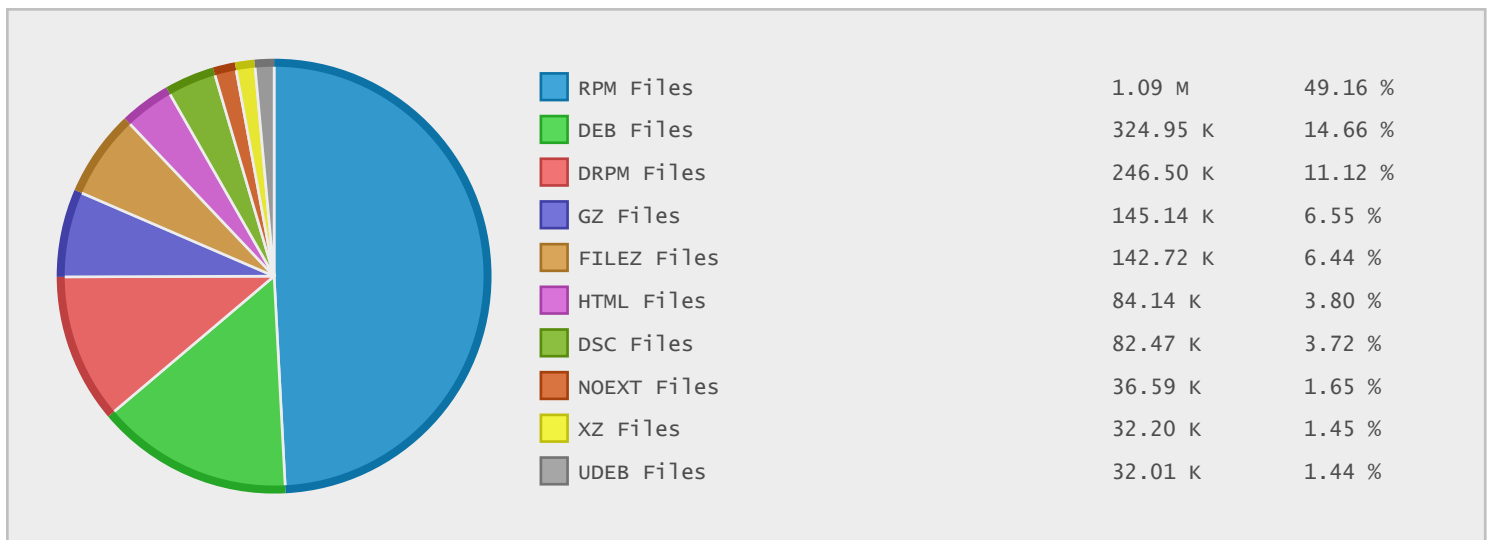 RPM Files 1.09 M 49.16 %
DEB Files 324.95 K 14.66 %
DRPM Files 246.50 K 11.12 %
GZ Files 145.14 K 6.55 %
FILEZ Files 142.72 K 6.44 %
HTML Files 84.14 K 3.80 %
DSC Files 82.47 K 3.72 %
NOEXT Files 36.59 K 1.65 %
XZ Files 32.20 K 1.45 %
UDEB Files 32.01 K 1.44 %